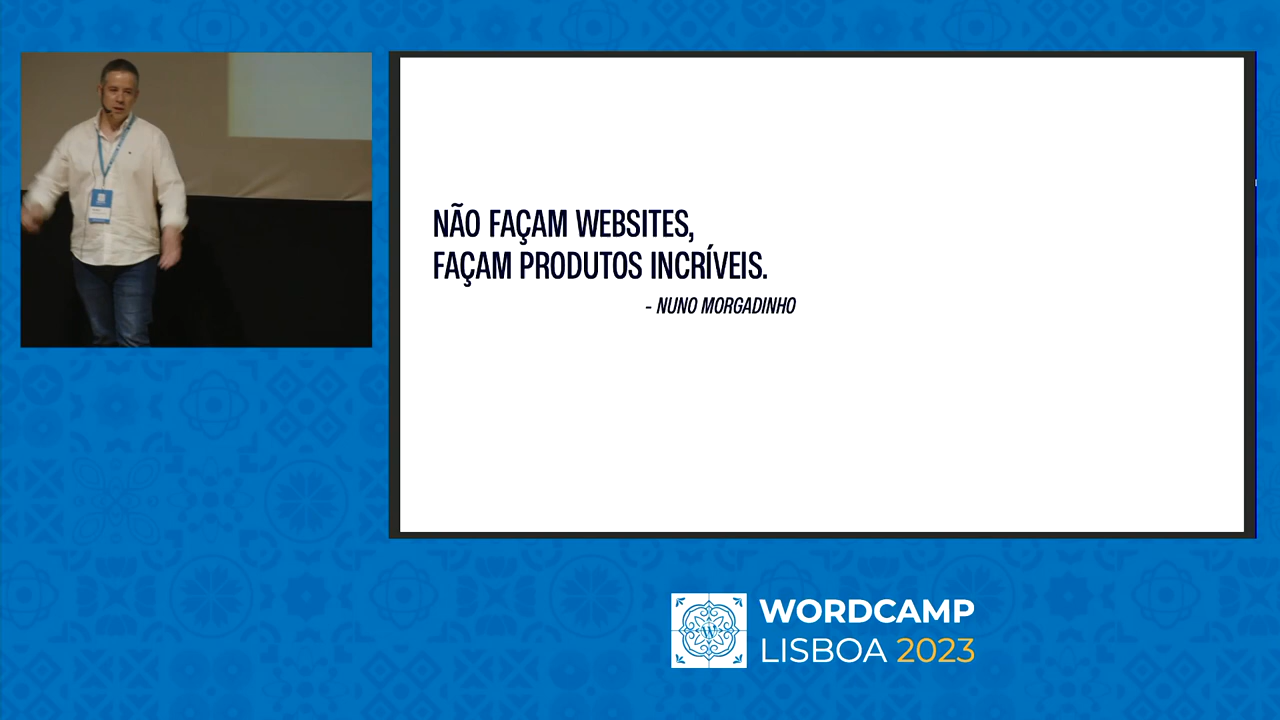 NÃO FAÇAM WEBSITES,
FAÇAM PRODUTOS INCRÍVEIS.
- NUNO MORGADINHO
WORDCAMP
LISBOA 2023